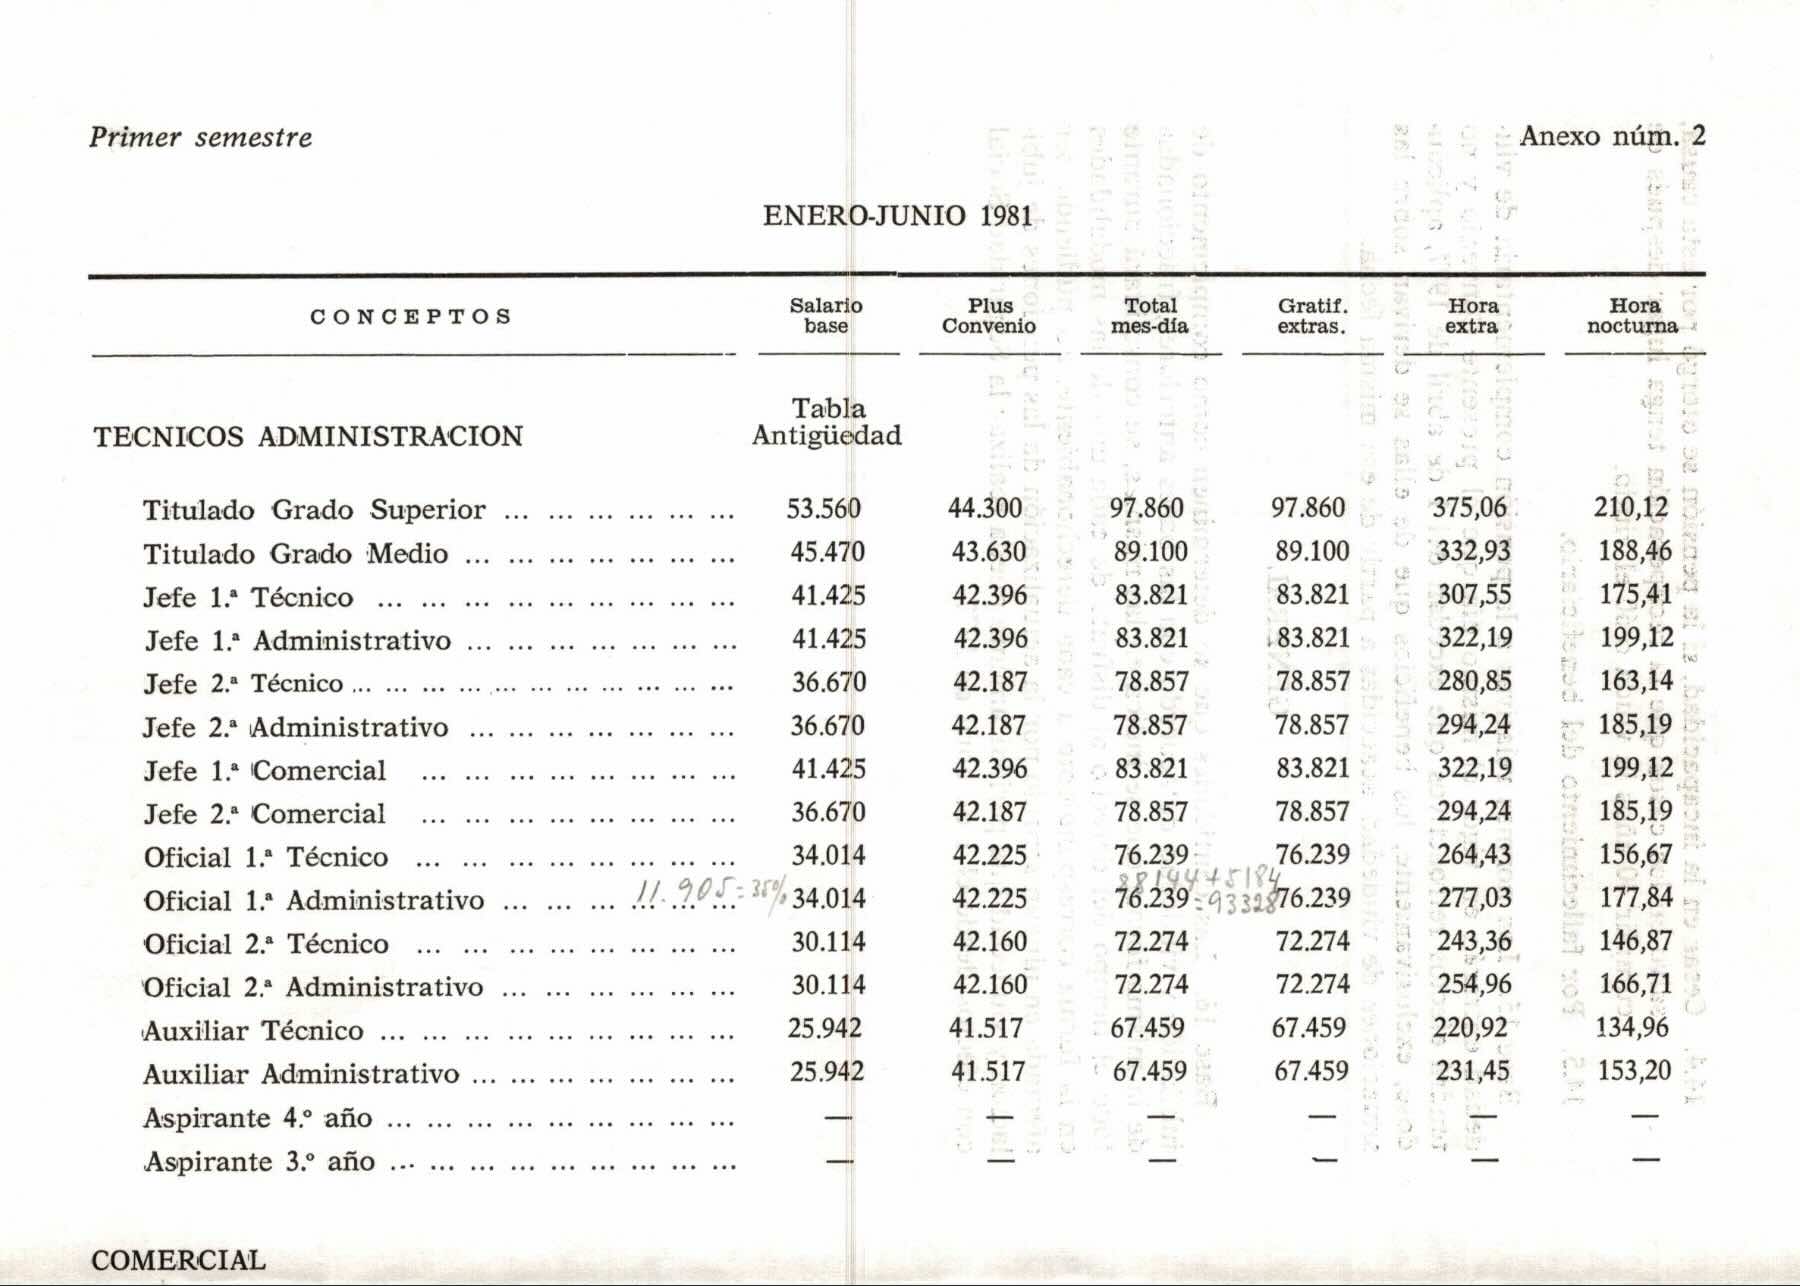 Primer semestre Anexo núm. 2
ENERO-JUNIO 1981
CONCEPTOS Salario base Plus Convenio Total mes-día Gratif. extras. Hora extra Hora nocturna
TECNICOS ADMINISTRACION Tabla Antigüedad
Titulado Grado Superior ... ... ... ... ... ... 53.560 44.300 97.860 97.860 375,06 210,12
Titulado Grado Medio ... ... ... ... ... ... ... 45.470 43.630 89.100 89.100 332,93 188,46
Jefe 1.ª Técnico ... ... ... ... ... ... ... ... ... 41.425 42.396 83.821 83.821 307,55 175,41
Jefe 1.ª Administrativo ... ... ... ... ... ... ... 41.425 42.396 83.821 83.821 322,19 199,12
Jefe 2.ª Técnico ... ... ... ... ... ... ... ... ... ... ... 36.670 42.187 78.857 78.857 280,85 163,14
Jefe 2.ª Administrativo ... ... ... ... ... ... ... 36.670 42.187 78.857 78.857 294,24 185,19
Jefe 1.ª Comercial ... ... ... ... ... ... ... ... 41.425 42.396 83.821 83.821 322,19 199,12
Jefe 2.ª Comercial ... ... ... ... ... ... ... ... 36.670 42.187 78.857 78.857 294,24 185,19
Oficial 1.ª Técnico ... ... ... ... ... ... ... ... 34.014 42.225 76.239 76.239 264,43 156,67
11.905 = 35% 88144+5184
Oficial 1.ª Administrativo ... ... ... ... ... ... 34.014 42.225 76.239 =93328 76.239 277,03 177,84
Oficial 2.ª Técnico ... ... ... ... ... ... ... ... 30.114 42.160 72.274 72.274 243,36 146,87
Oficial 2.ª Administrativo ... ... ... ... ... ... 30.114 42.160 72.274 72.274 254,96 166,71
Auxiliar Técnico ... ... ... ... ... ... ... ... ... 25.942 41.517 67.459 67.459 220,92 134,96
Auxiliar Administrativo ... ... ... ... ... ... ... 25.942 41.517 67.459 67.459 231,45 153,20
Aspirante 4.º año ... ... ... ... ... ... ... ... ... — — — — — —
Aspirante 3.º año ... ... ... ... ... ... ... ... ... — — — — — —
COMERCIAL